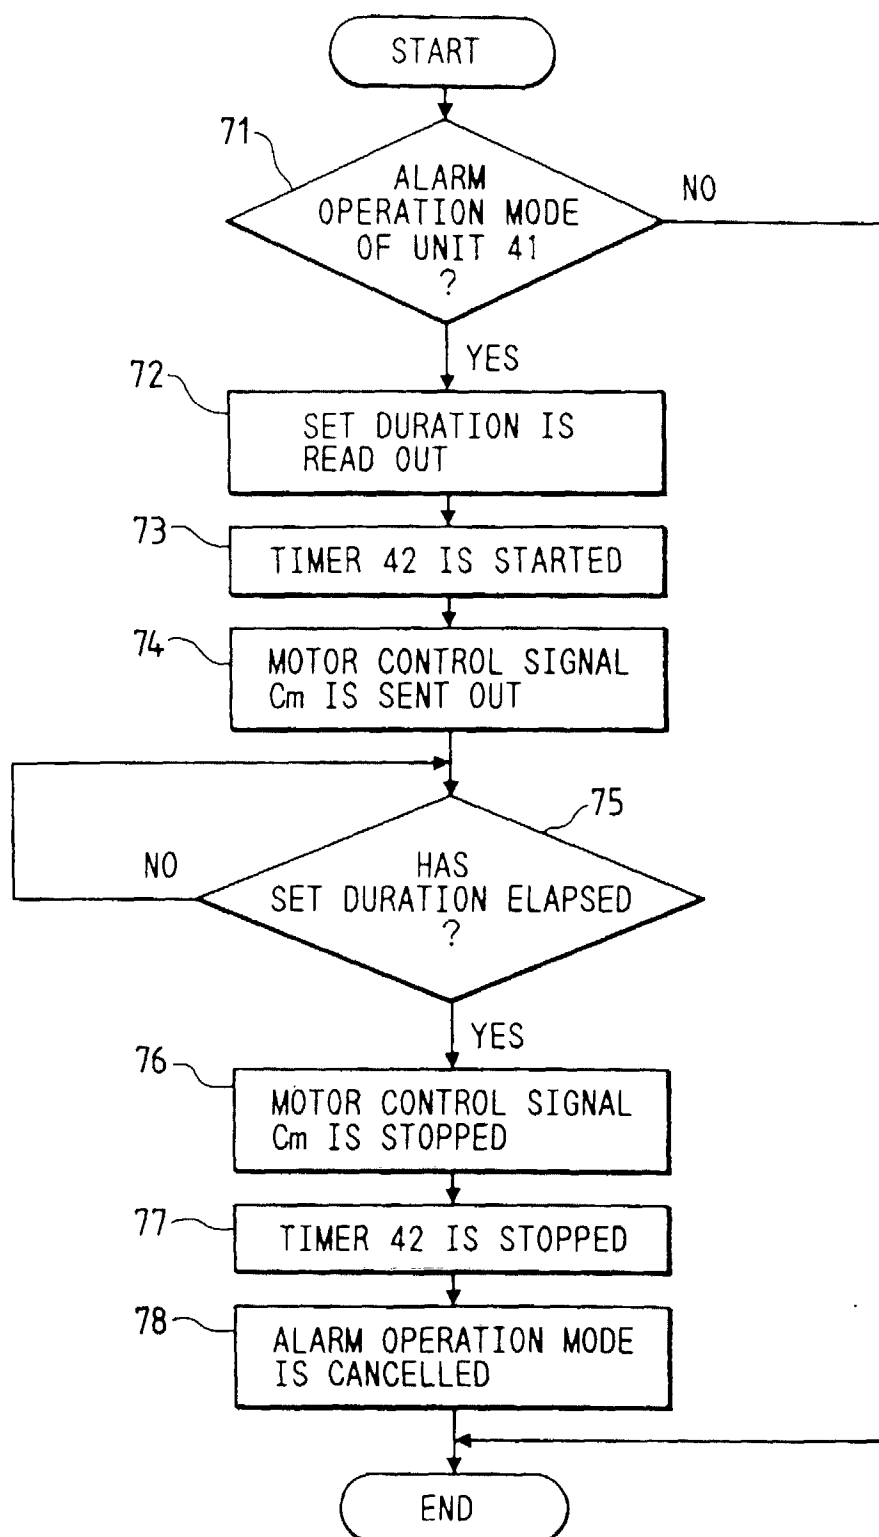 START
71
ALARM
OPERATION MODE
OF UNIT 41
?
NO
YES
72
SET DURATION IS
READ OUT
73
TIMER 42 IS STARTED
74
MOTOR CONTROL SIGNAL
Cm IS SENT OUT
75
NO
HAS
SET DURATION ELAPSED
?
YES
76
MOTOR CONTROL SIGNAL
Cm IS STOPPED
77
TIMER 42 IS STOPPED
78
ALARM OPERATION MODE
IS CANCELLED
END